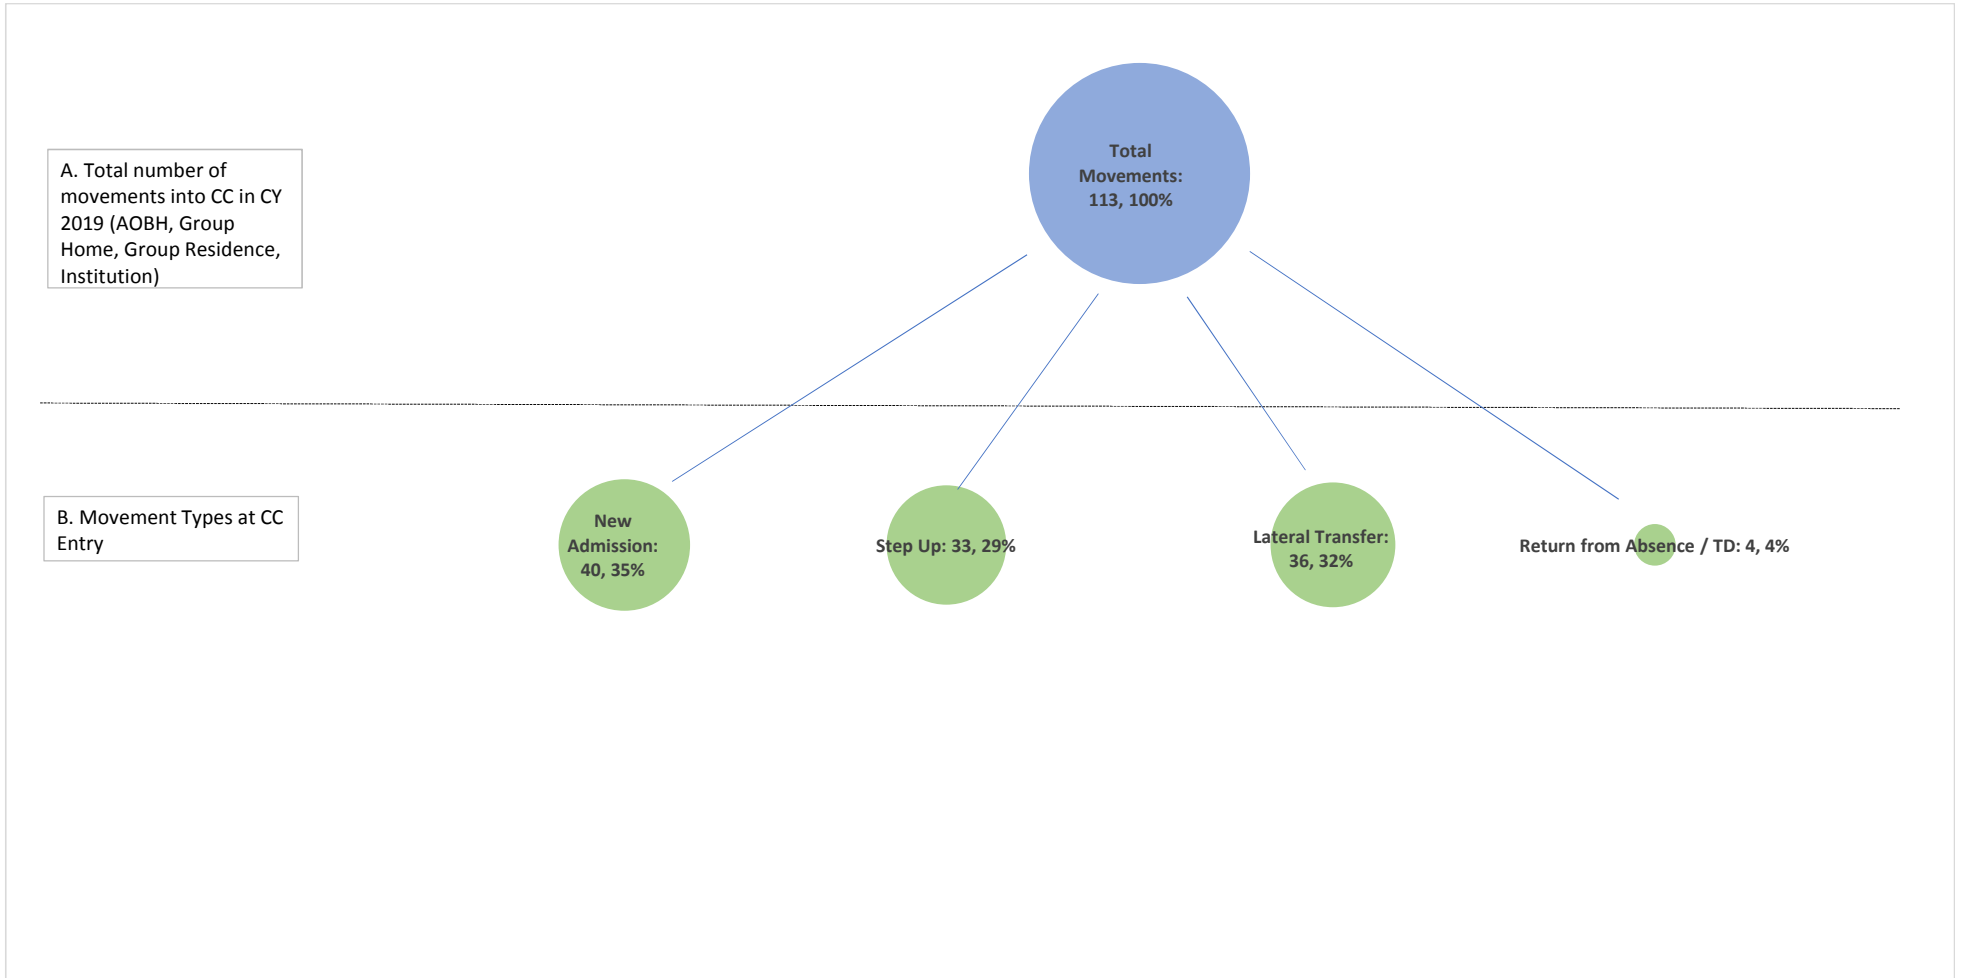 Total
Movements:
113, 100%
A. Total number of
movements into CC in CY
2019 (AOBH, Group
Home, Group Residence,
Institution)
B. Movement Types at CC
Entry
New
Admission:
40, 35%
Step Up: 33, 29%
Lateral Transfer:
36, 32%
Return from Absence / TD: 4, 4%